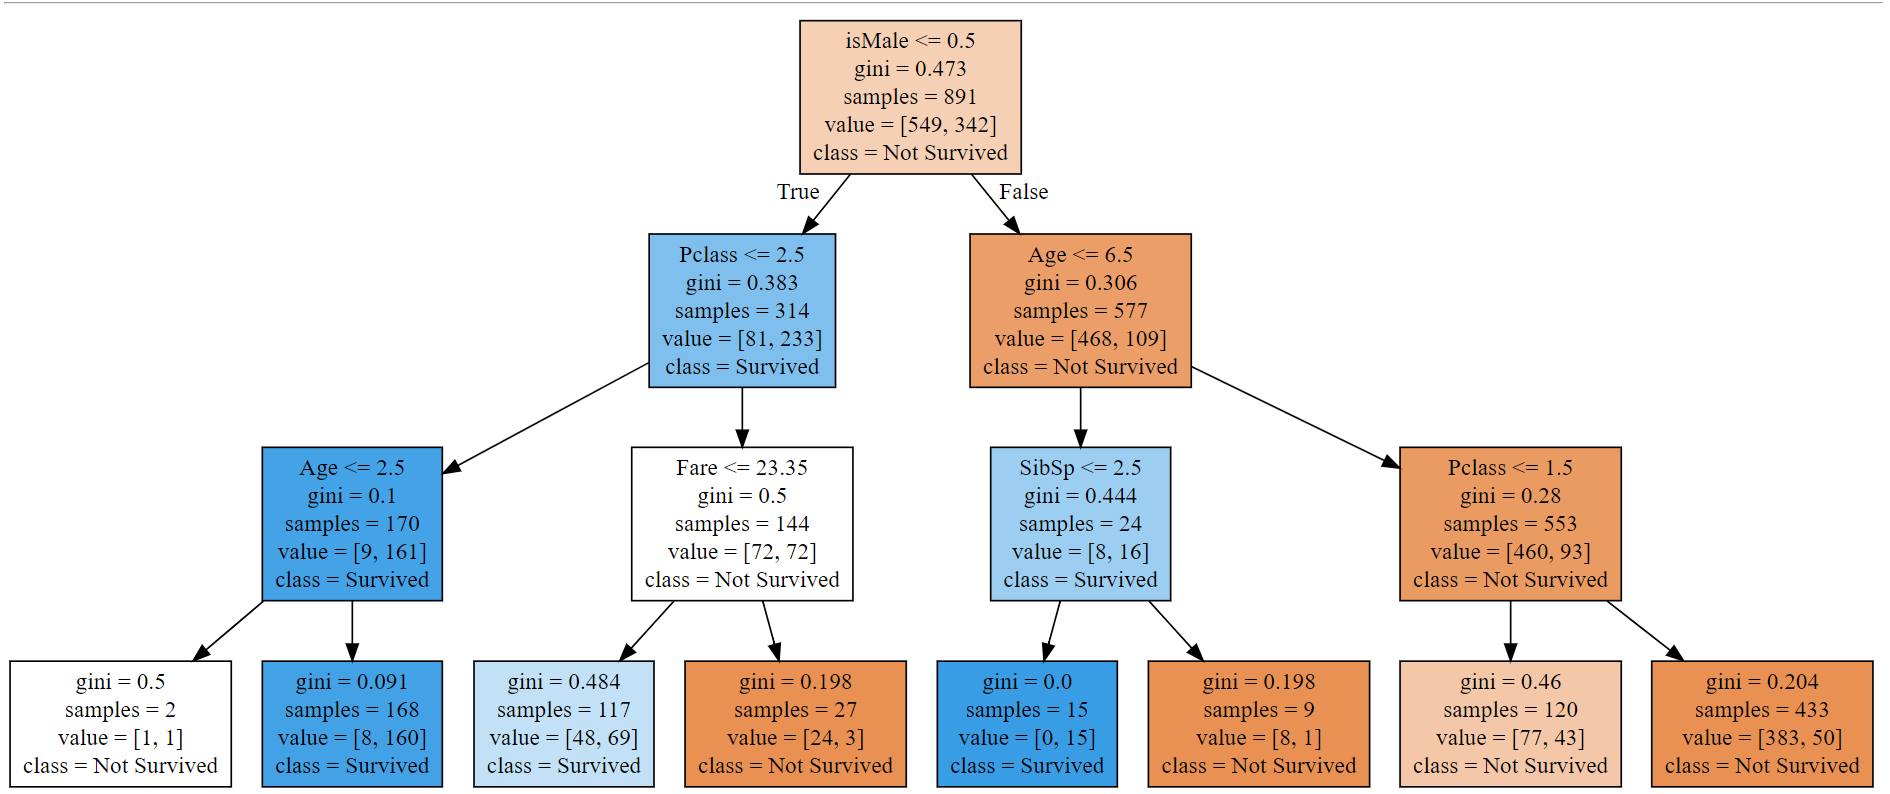 isMale <= 0.5
gini = 0.473
samples = 891
value = [549, 342]
class = Not Survived
True
False
Pclass <= 2.5
gini = 0.383
samples = 314
value = [81, 233]
class = Survived
Age <= 6.5
gini = 0.306
samples = 577
value = [468, 109]
class = Not Survived
Age <= 2.5
gini = 0.1
samples = 170
value = [9, 161]
class = Survived
Fare <= 23.35
gini = 0.5
samples = 144
value = [72, 72]
class = Not Survived
SibSp <= 2.5
gini = 0.444
samples = 24
value = [8, 16]
class = Survived
Pclass <= 1.5
gini = 0.28
samples = 553
value = [460, 93]
class = Not Survived
gini = 0.5
samples = 2
value = [1, 1]
class = Not Survived
gini = 0.091
samples = 168
value = [8, 160]
class = Survived
gini = 0.484
samples = 117
value = [48, 69]
class = Survived
gini = 0.198
samples = 27
value = [24, 3]
class = Not Survived
gini = 0.0
samples = 15
value = [0, 15]
class = Survived
gini = 0.198
samples = 9
value = [8, 1]
class = Not Survived
gini = 0.46
samples = 120
value = [77, 43]
class = Not Survived
gini = 0.204
samples = 433
value = [383, 50]
class = Not Survived